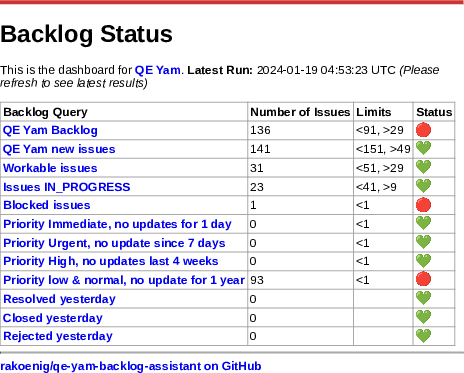 Backlog Status
This is the dashboard for QE Yam. Latest Run: 2024-01-19 04:53:23 UTC (Please
refresh to see latest results)
Backlog Query Number of Issues Limits Status
QE Yam Backlog 136 <91, >29
QE Yam new issues 141 <151, >49
Workable issues 31 <51, >29
Issues IN_PROGRESS 23 <41, >9
Blocked issues 1 <1
Priority Immediate, no updates for 1 day 0 <1
Priority Urgent, no update since 7 days 0 <1
Priority High, no updates last 4 weeks 0 <1
Priority low & normal, no update for 1 year 93 <1
Resolved yesterday 0
Closed yesterday 0
Rejected yesterday 0
rakoenig/qe-yam-backlog-assistant on GitHub